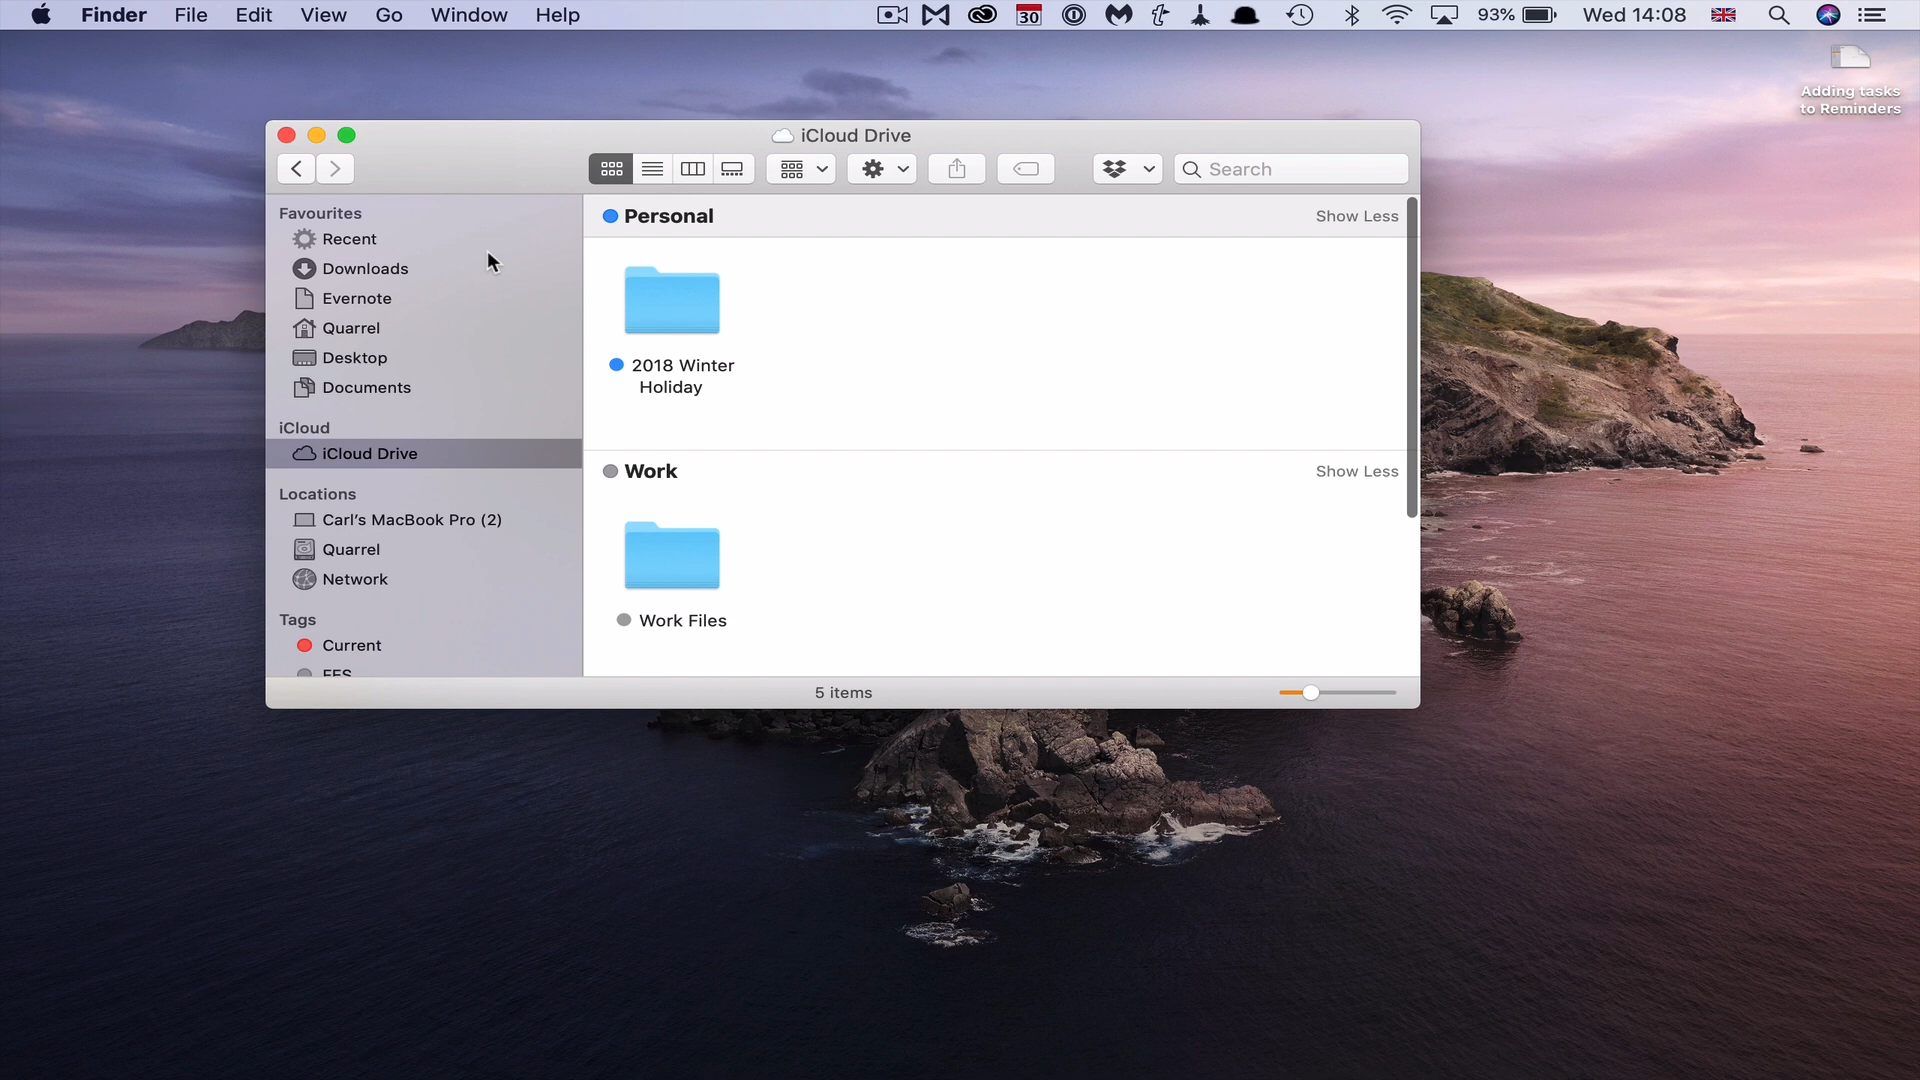 Finder File Edit View Go Window Help 30 93% Wed 14:08
Adding tasks
to Reminders
iCloud Drive
Search
Favourites
Recent
Downloads
Evernote
Quarrel
Desktop
Documents
iCloud
iCloud Drive
Locations
Carl’s MacBook Pro (2)
Quarrel
Network
Tags
Current
Personal Show Less
2018 Winter
Holiday
Work Show Less
Work Files
5 items